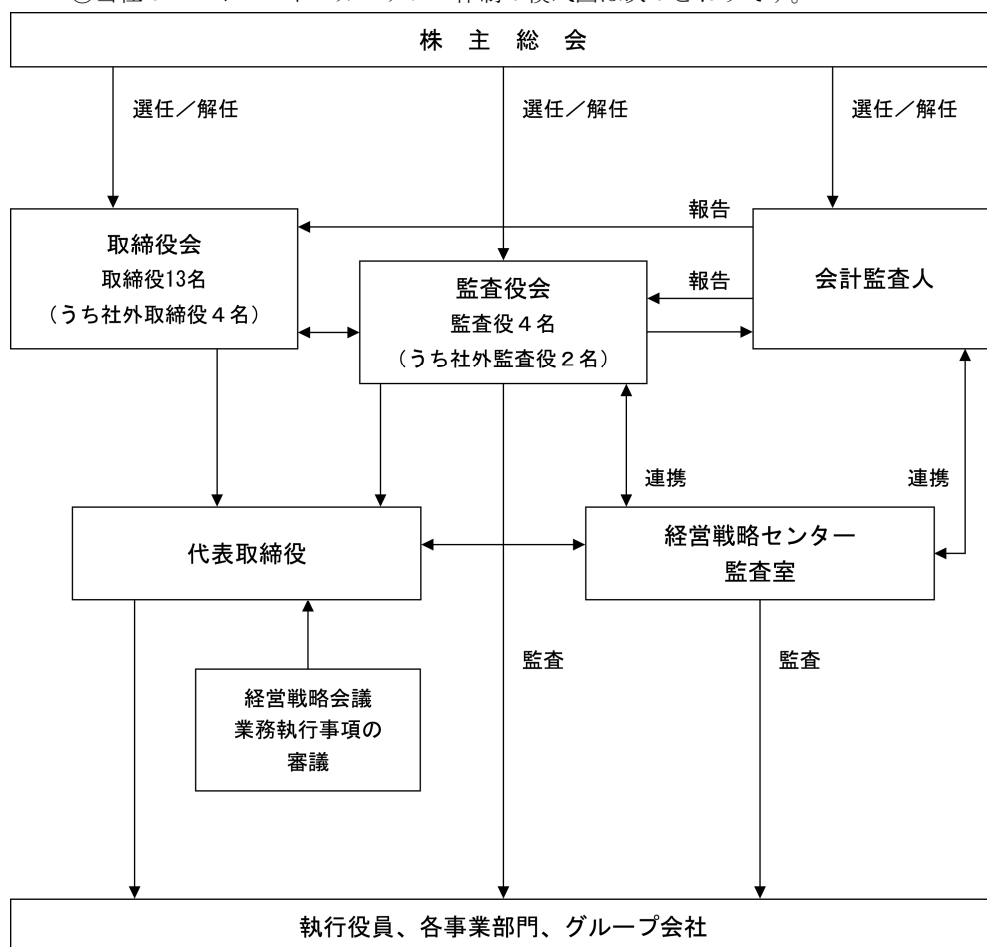 株　主　総　会
選任／解任
選任／解任
選任／解任
報告
取締役会
取締役13名
（うち社外取締役４名）
監査役会
監査役４名
（うち社外監査役２名）
報告
会計監査人
連携
連携
代表取締役
経営戦略センター
監査室
監査
監査
経営戦略会議
業務執行事項の
審議
執行役員、各事業部門、グループ会社